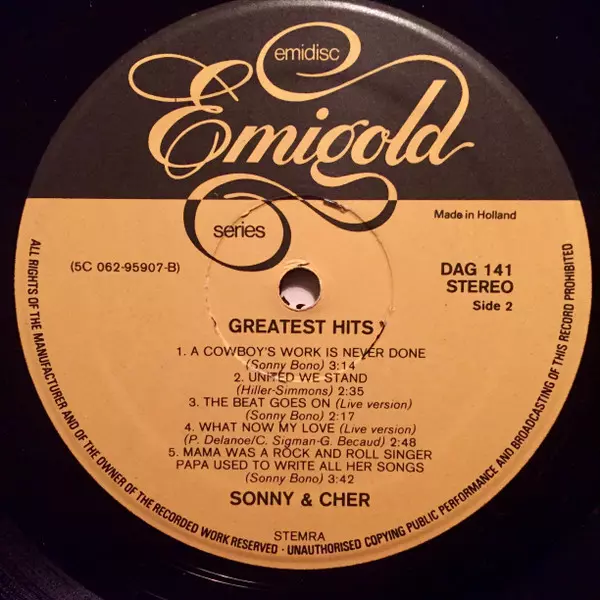 emidisc
Emigold
series
Made in Holland
(5C 062-95907-B)
DAG 141
STEREO
Side 2
GREATEST HITS
1. A COWBOY'S WORK IS NEVER DONE
(Sonny Bono) 3:14
2. UNITED WE STAND
(Hiller-Simmons) 2:35
3. THE BEAT GOES ON (Live version)
(Sonny Bono) 2:17
4. WHAT NOW MY LOVE (Live version)
(P. Delanoe/C. Sigman-G. Becaud) 2:48
5. MAMA WAS A ROCK AND ROLL SINGER
PAPA USED TO WRITE ALL HER SONGS
(Sonny Bono) 3:42
SONNY & CHER
STEMRA
ALL RIGHTS OF THE MANUFACTURER AND OF THE OWNER OF THE RECORDED WORK RESERVED · UNAUTHORISED COPYING PUBLIC PERFORMANCE AND BROADCASTING OF THIS RECORD PROHIBITED